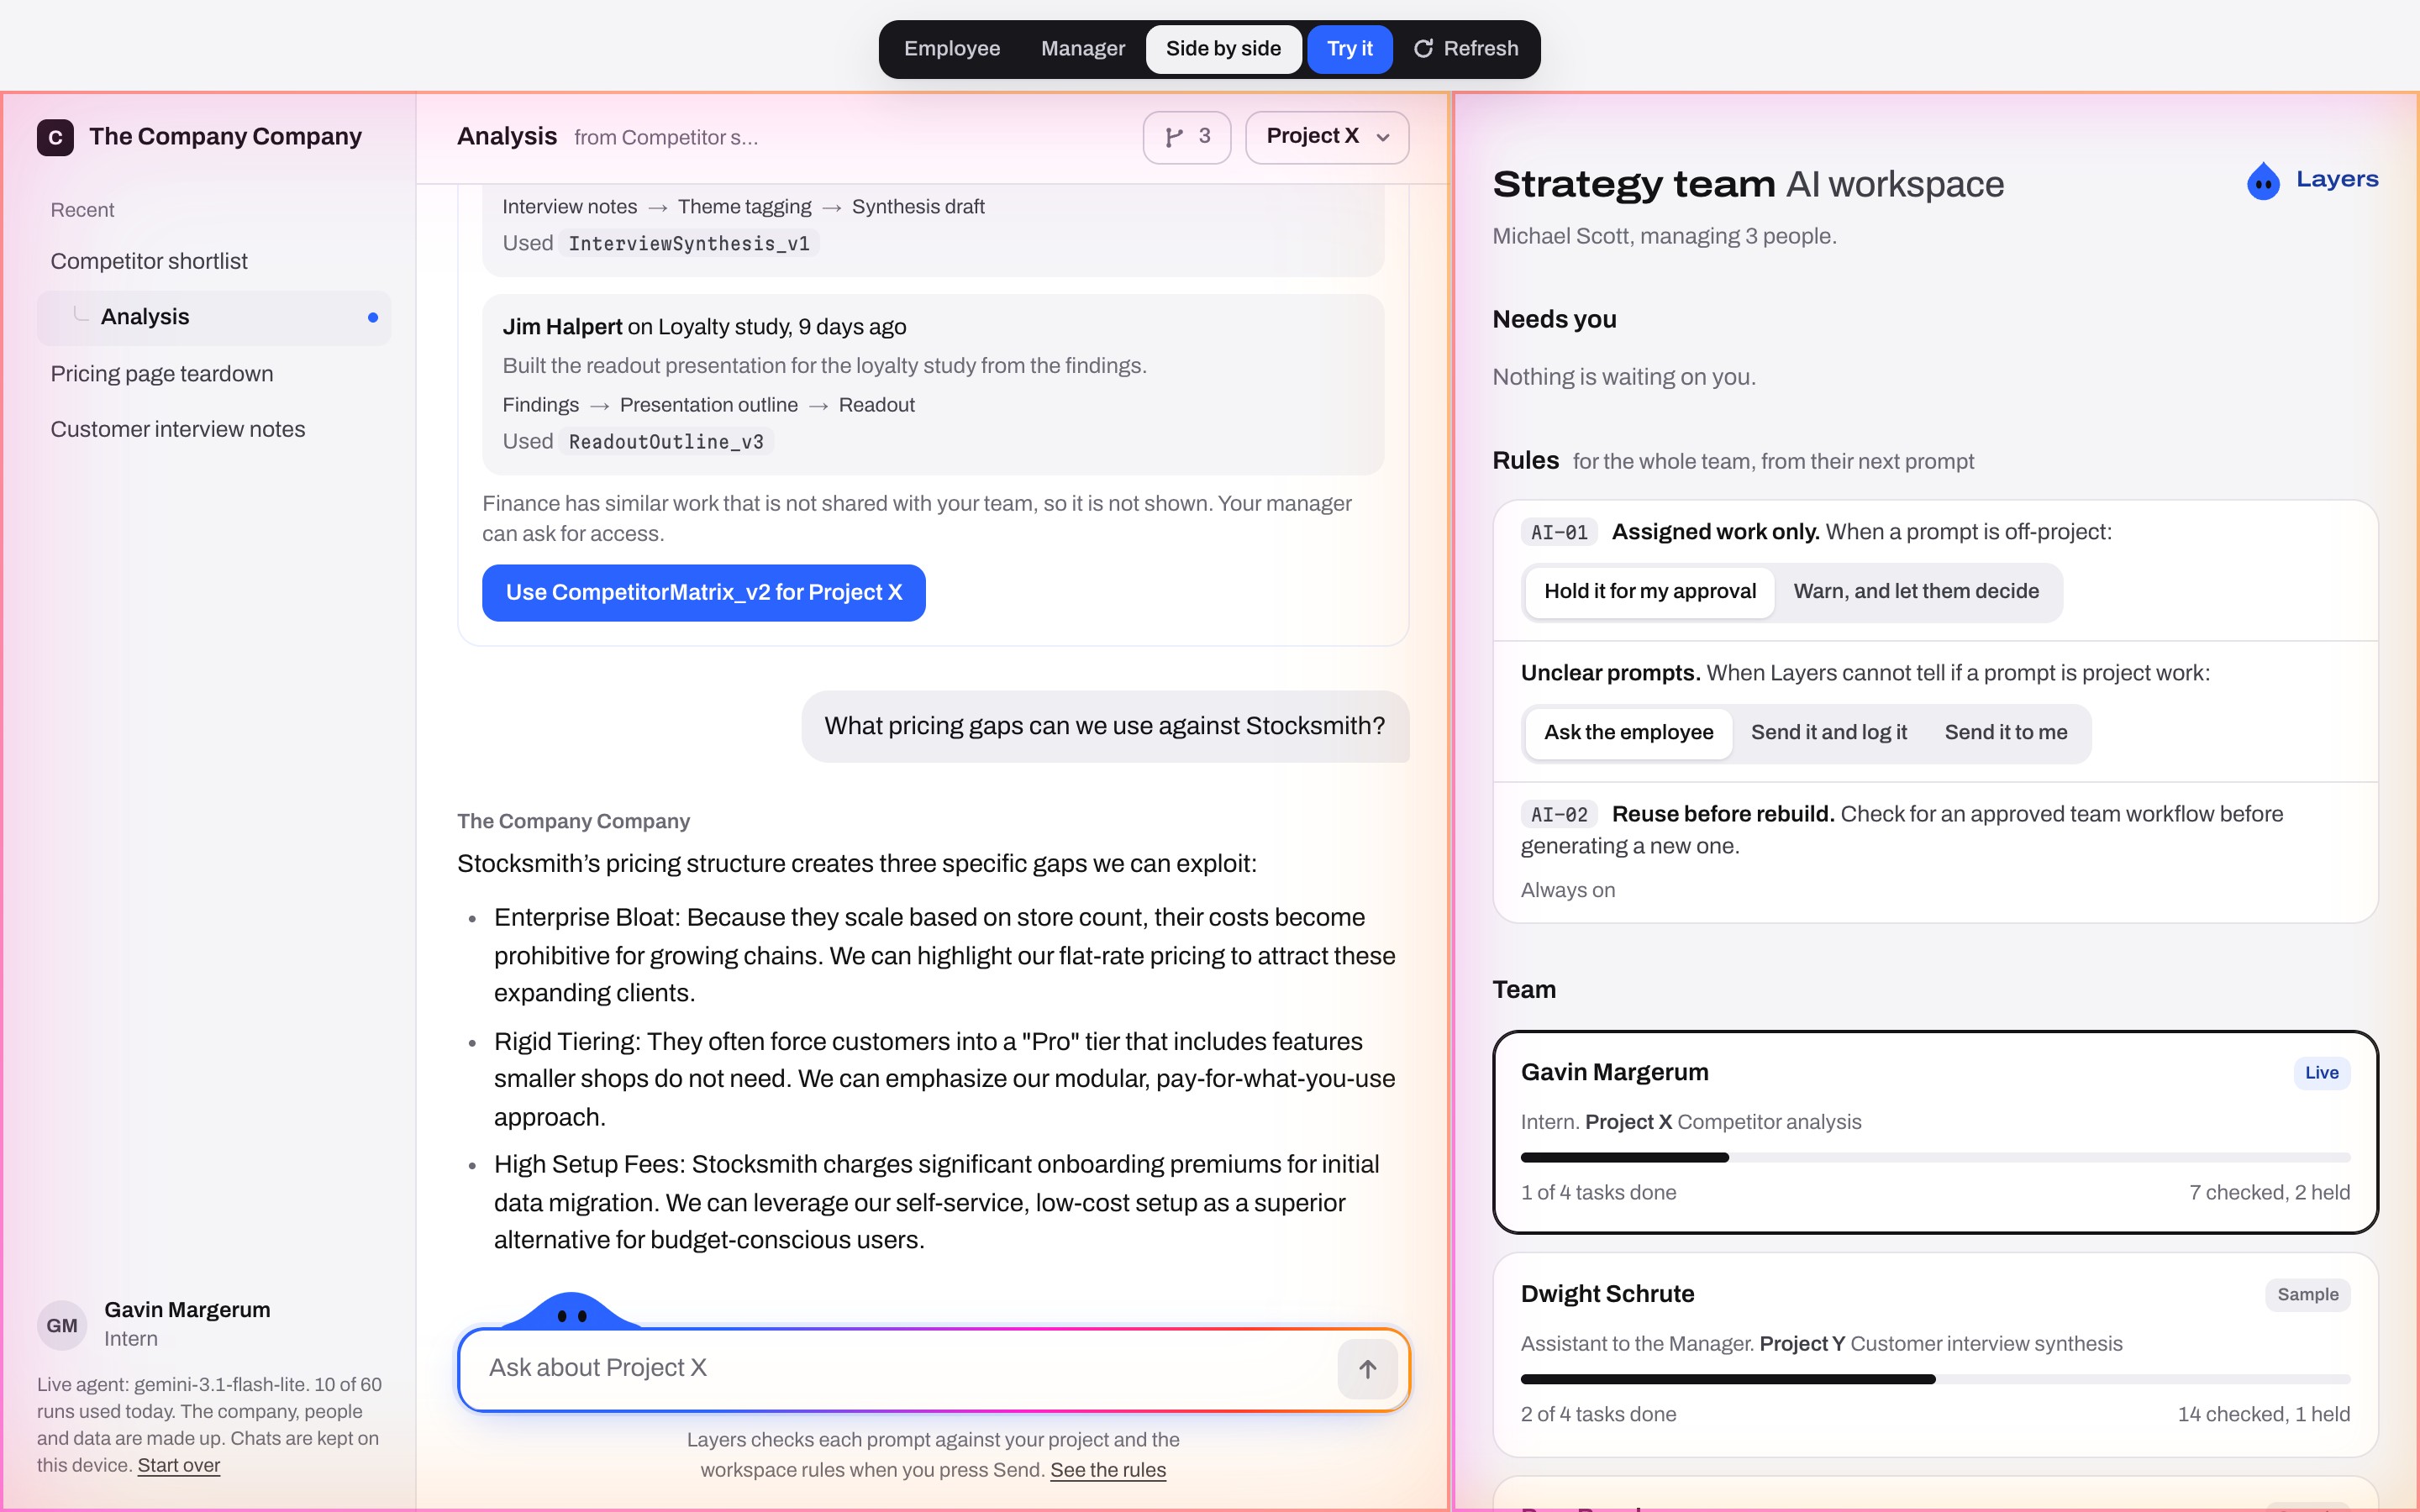 Employee
Manager
Side by side
Try it
Refresh
C
The Company Company
Recent
Competitor shortlist
Analysis
Pricing page teardown
Customer interview notes
GM
Gavin Margerum
Intern
Live agent: gemini-3.1-flash-lite. 10 of 60
runs used today. The company, people
and data are made up. Chats are kept on
this device. Start over
Analysis from Competitor s...
3
Project X
Interview notes → Theme tagging → Synthesis draft
Used InterviewSynthesis_v1
Jim Halpert on Loyalty study, 9 days ago
Built the readout presentation for the loyalty study from the findings.
Findings → Presentation outline → Readout
Used ReadoutOutline_v3
Finance has similar work that is not shared with your team, so it is not shown. Your manager
can ask for access.
Use CompetitorMatrix_v2 for Project X
What pricing gaps can we use against Stocksmith?
The Company Company
Stocksmith’s pricing structure creates three specific gaps we can exploit:
• Enterprise Bloat: Because they scale based on store count, their costs become
prohibitive for growing chains. We can highlight our flat-rate pricing to attract these
expanding clients.
• Rigid Tiering: They often force customers into a "Pro" tier that includes features
smaller shops do not need. We can emphasize our modular, pay-for-what-you-use
approach.
• High Setup Fees: Stocksmith charges significant onboarding premiums for initial
data migration. We can leverage our self-service, low-cost setup as a superior
alternative for budget-conscious users.
Ask about Project X
Layers checks each prompt against your project and the
workspace rules when you press Send. See the rules
Strategy team AI workspace
Layers
Michael Scott, managing 3 people.
Needs you
Nothing is waiting on you.
Rules for the whole team, from their next prompt
AI-01 Assigned work only. When a prompt is off-project:
Hold it for my approval
Warn, and let them decide
Unclear prompts. When Layers cannot tell if a prompt is project work:
Ask the employee
Send it and log it
Send it to me
AI-02 Reuse before rebuild. Check for an approved team workflow before
generating a new one.
Always on
Team
Gavin Margerum
Live
Intern. Project X Competitor analysis
1 of 4 tasks done
7 checked, 2 held
Dwight Schrute
Sample
Assistant to the Manager. Project Y Customer interview synthesis
2 of 4 tasks done
14 checked, 1 held